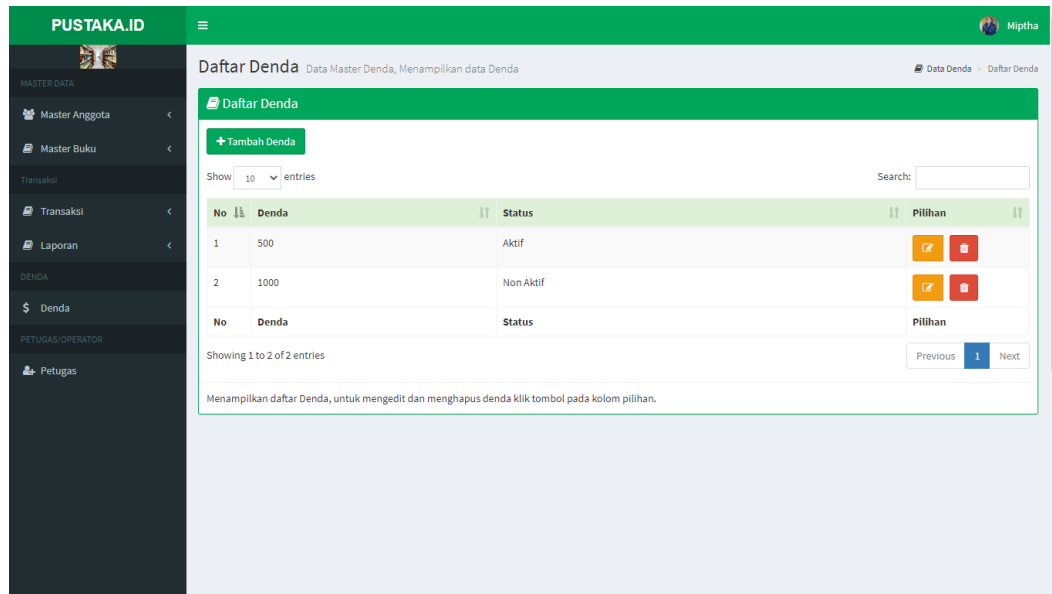 PUSTAKA.ID
Miptha
MASTER DATA
Master Anggota
Master Buku
Transaksi
Transaksi
Laporan
DENDA
$ Denda
PETUGAS/OPERATOR
Petugas
Daftar Denda Data Master Denda, Menampilkan data Denda
Data Denda > Daftar Denda
Daftar Denda
+ Tambah Denda
Show 10 entries Search:
No Denda Status Pilihan
1 500 Aktif
2 1000 Non Aktif
No Denda Status Pilihan
Showing 1 to 2 of 2 entries Previous 1 Next
Menampilkan daftar Denda, untuk mengedit dan menghapus denda klik tombol pada kolom pilihan.